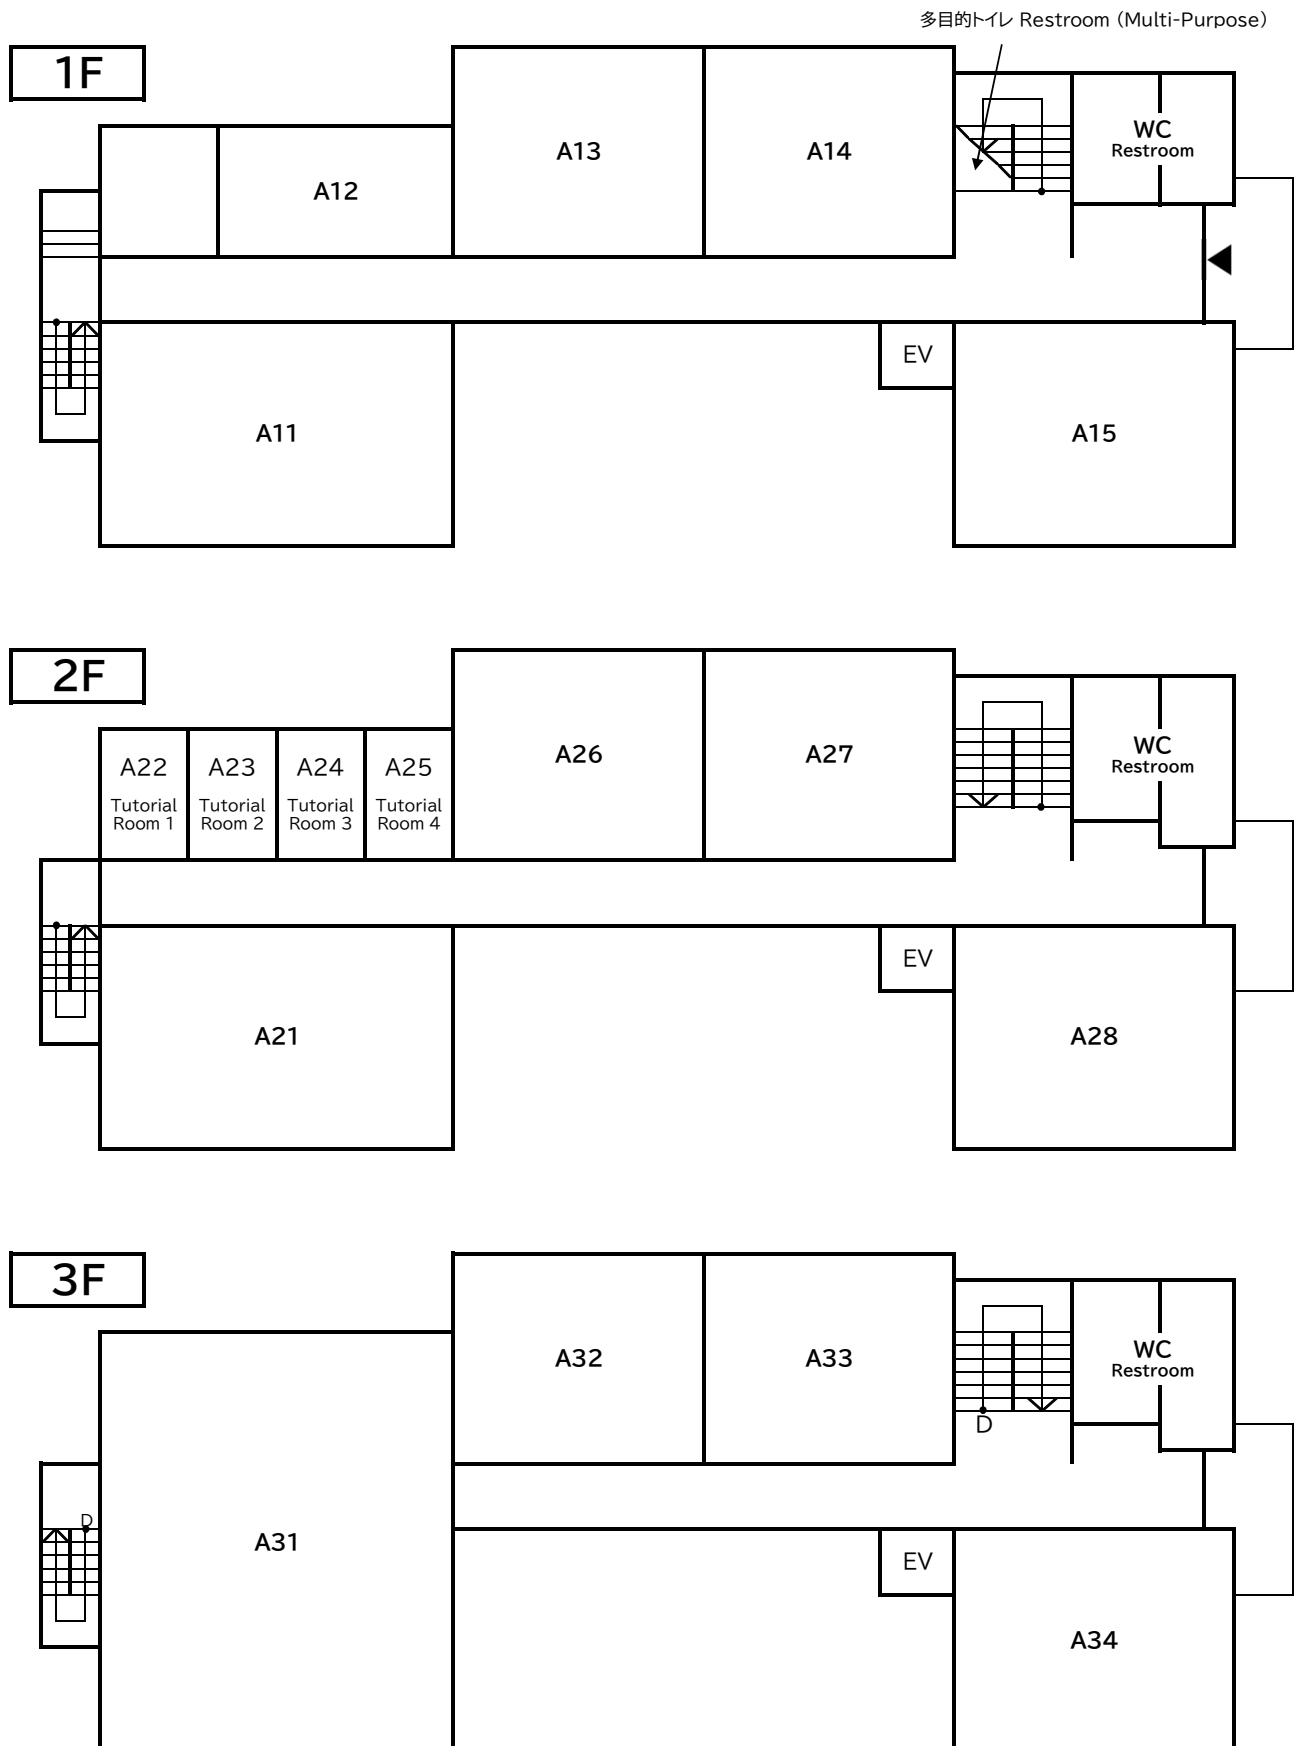 多目的トイレ Restroom (Multi-Purpose)
1F
A13
A14
WC
Restroom
A12
EV
A11
A15
2F
A26
A27
WC
Restroom
A22
A23
A24
A25
Tutorial
Room 1
Tutorial
Room 2
Tutorial
Room 3
Tutorial
Room 4
EV
A21
A28
3F
A32
A33
WC
Restroom
D
D
A31
EV
A34